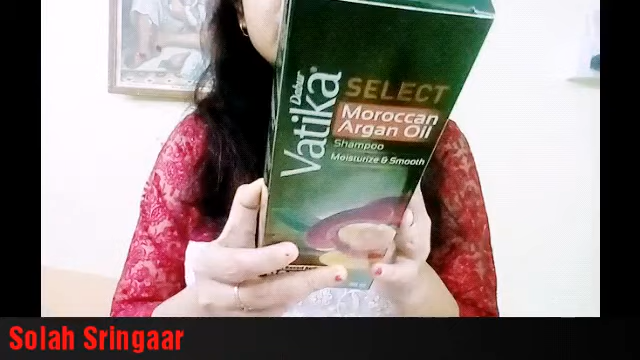 Dabur
Vatika®
SELECT
Moroccan
Argan Oil
Shampoo
Moisturize & Smooth
Solah Sringaar